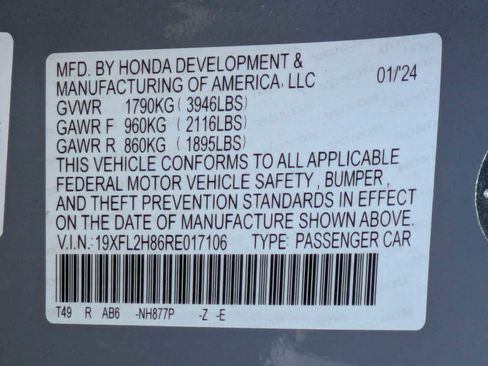 MFD. BY HONDA DEVELOPMENT &
MANUFACTURING OF AMERICA, LLC 01/'24
GVWR 1790KG (3946LBS)
GAWR F 960KG (2116LBS)
GAWR R 860KG (1895LBS)
THIS VEHICLE CONFORMS TO ALL APPLICABLE
FEDERAL MOTOR VEHICLE SAFETY, BUMPER,
AND THEFT PREVENTION STANDARDS IN EFFECT
ON THE DATE OF MANUFACTURE SHOWN ABOVE.
V.I.N.: 19XFL2H86RE017106 TYPE: PASSENGER CAR
T49 R AB6 -NH877P -Z -E